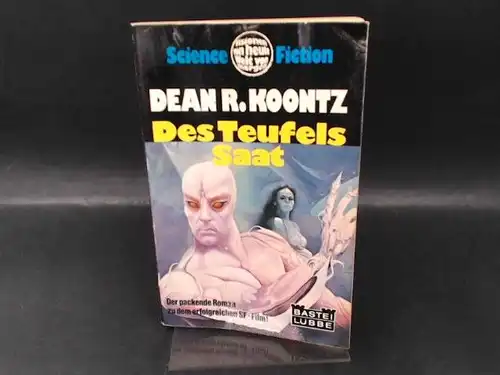 Science Fiction
DEAN R. KOONTZ
Des Teufels
Saat
Der packende Roman
zu dem erfolgreichen SF-Film!
BASTEI
LÜBBE